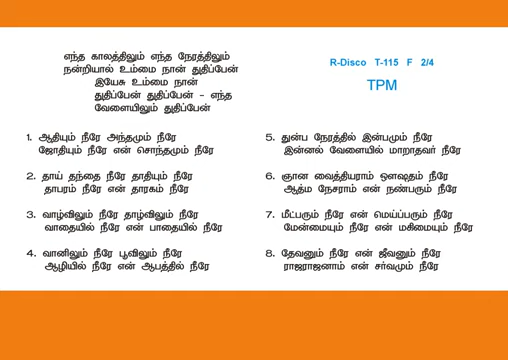 எந்த காலத்திலும் எந்த நேரத்திலும்
நன்றியால் உம்மை நான் துதிப்பேன்
இயேசு உம்மை நான்
துதிப்பேன் துதிப்பேன் - எந்த
வேளையிலும் துதிப்பேன்
1. ஆதியும் நீரே அந்தமும் நீரே
ஜோதியும் நீரே என் சொந்தமும் நீரே
2. தாய் தந்தை நீரே தாதியும் நீரே
தாபரம் நீரே என் தாரகம் நீரே
3. வாழ்விலும் நீரே தாழ்விலும் நீரே
வாதையில் நீரே என் பாதையில் நீரே
4. வானிலும் நீரே பூவிலும் நீரே
ஆழியில் நீரே என் ஆபத்தில் நீரே
R-Disco T-115 F 2/4
TPM
5. துன்ப நேரத்தில் இன்பமும் நீரே
இன்னல் வேளையில் மாறாதவர் நீரே
6. ஞான வைத்தியராம் ஔஷதம் நீரே
ஆத்ம நேசராம் என் நண்பரும் நீரே
7. மீட்பரும் நீரே என் மெய்ப்பரும் நீரே
மேன்மையும் நீரே என் மகிமையும் நீரே
8. தேவனும் நீரே என் ஜீவனும் நீரே
ராஜராஜனாம் என் சர்வமும் நீரே